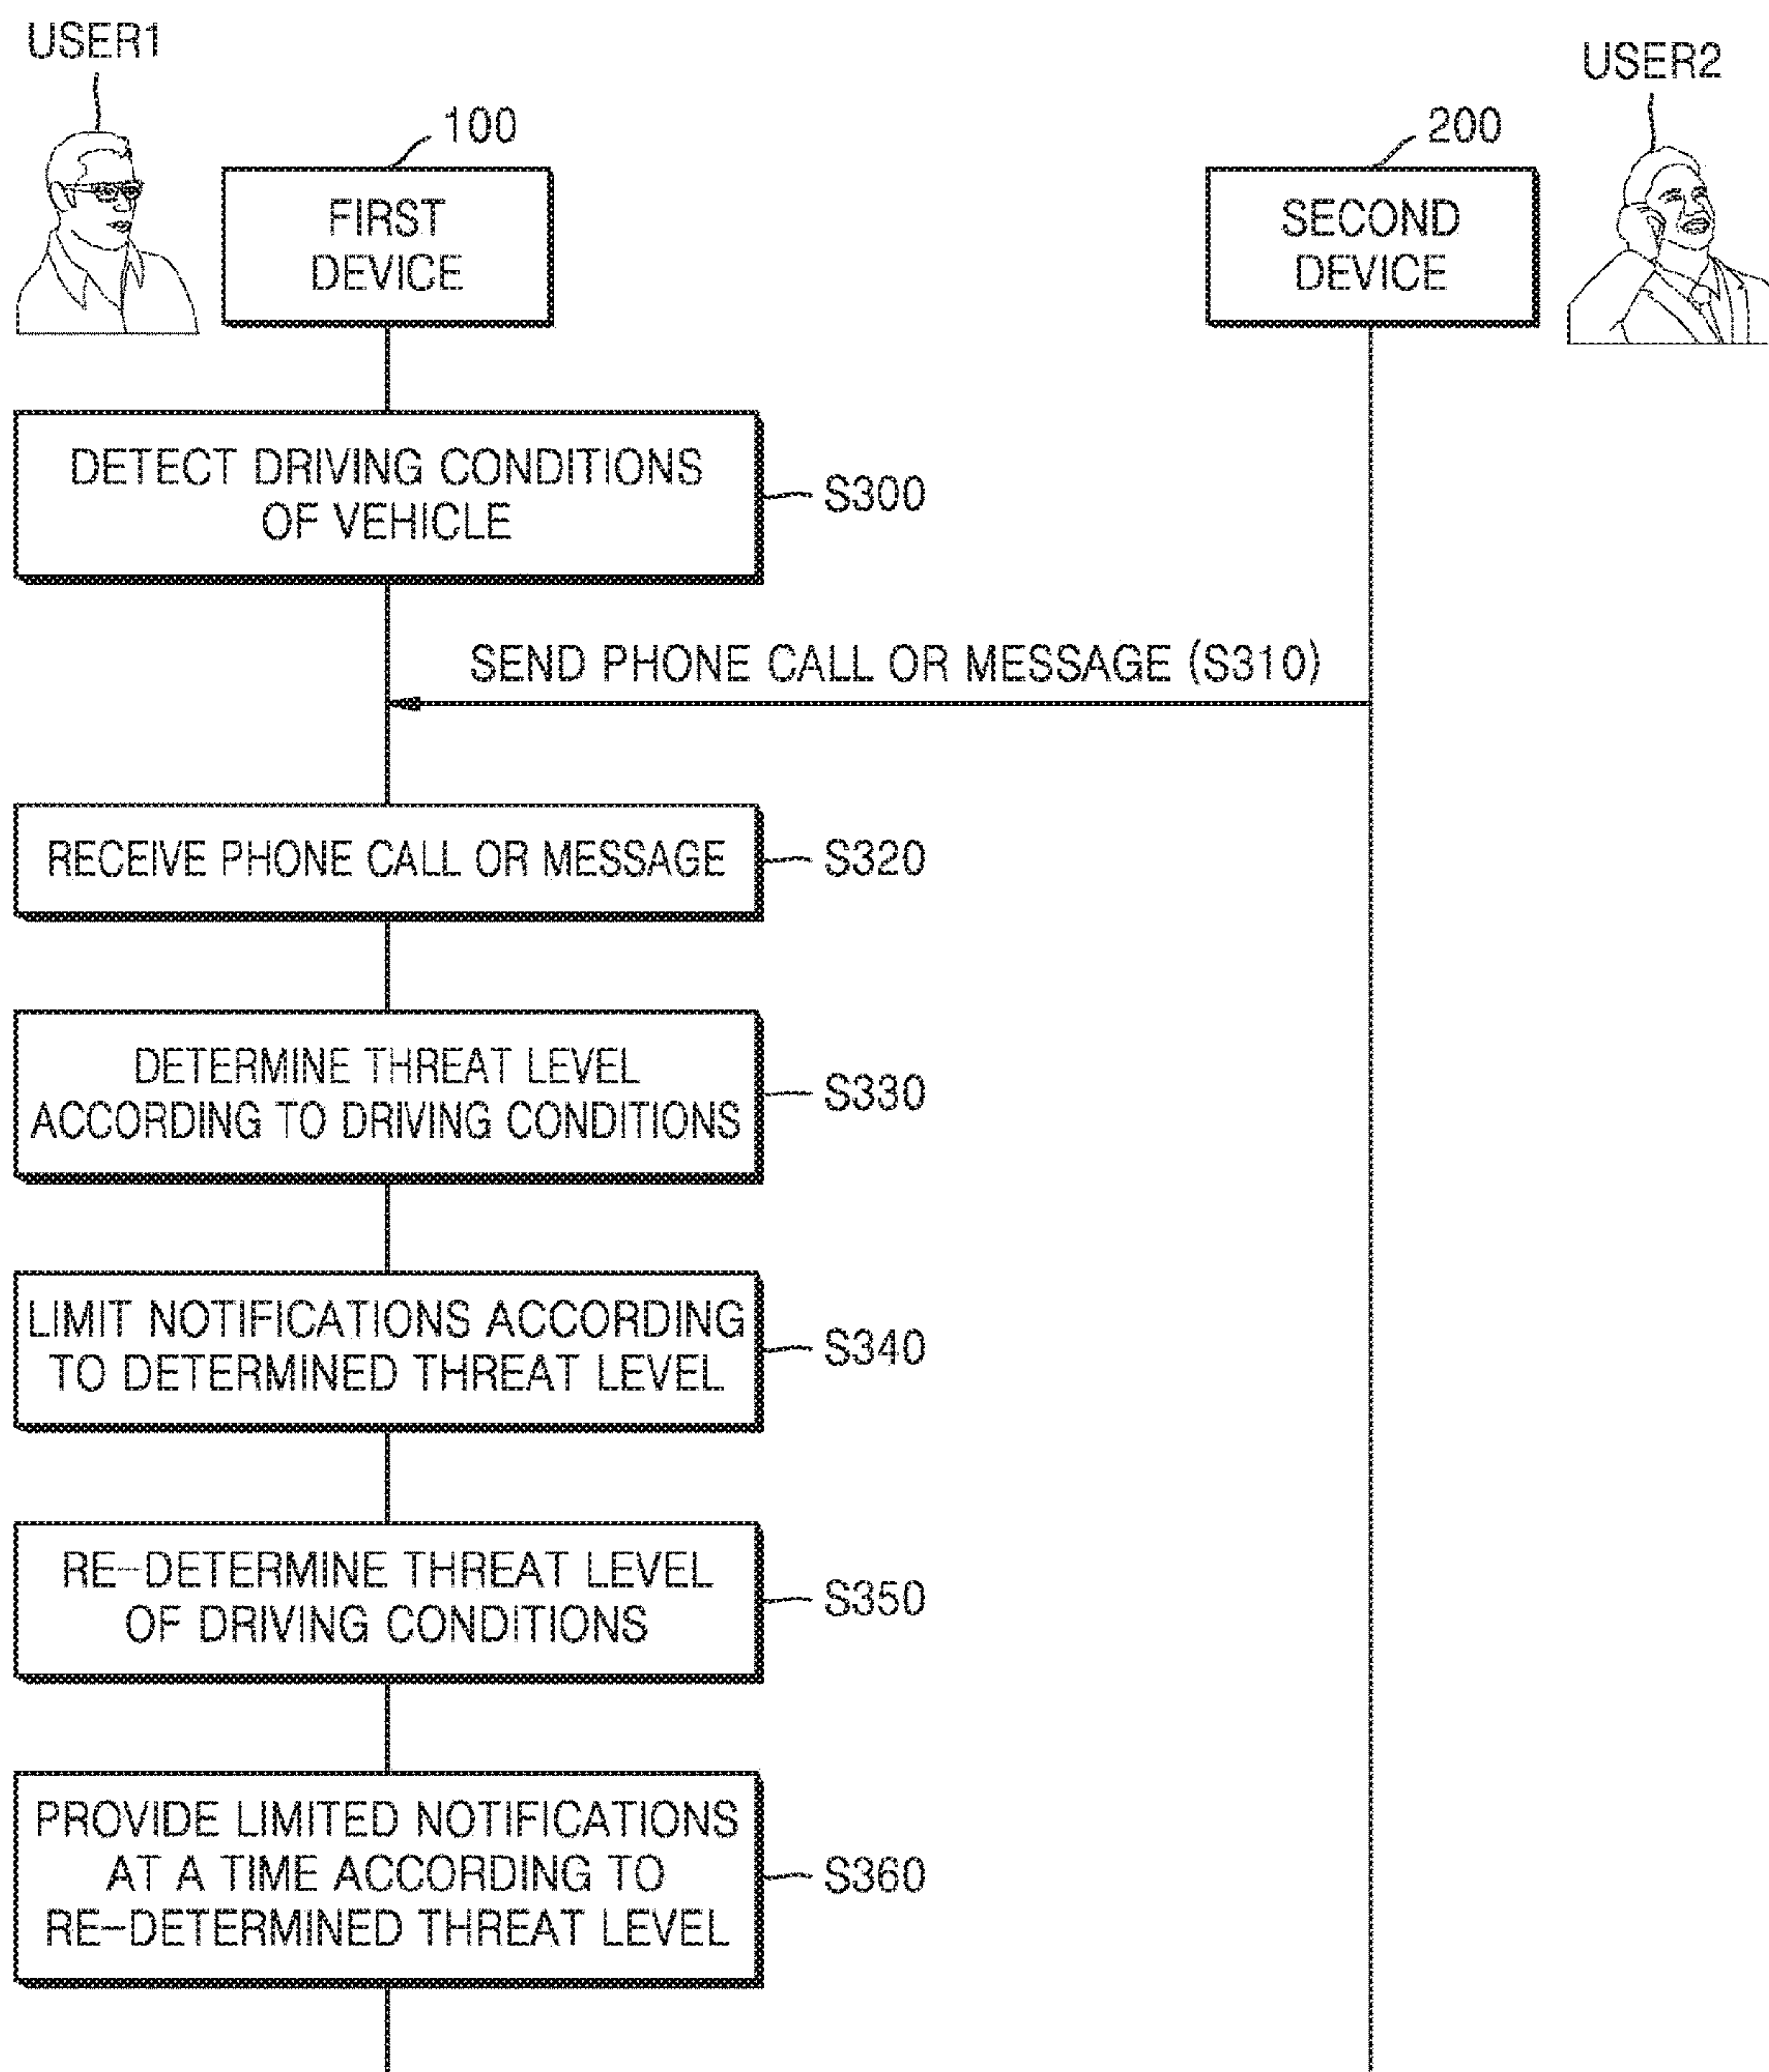 USER1
100
FIRST
DEVICE
USER2
200
SECOND
DEVICE
DETECT DRIVING CONDITIONS
OF VEHICLE
S300
SEND PHONE CALL OR MESSAGE (S310)
RECEIVE PHONE CALL OR MESSAGE
S320
DETERMINE THREAT LEVEL
ACCORDING TO DRIVING CONDITIONS
S330
LIMIT NOTIFICATIONS ACCORDING
TO DETERMINED THREAT LEVEL
S340
RE-DETERMINE THREAT LEVEL
OF DRIVING CONDITIONS
S350
PROVIDE LIMITED NOTIFICATIONS
AT A TIME ACCORDING TO
RE-DETERMINED THREAT LEVEL
S360